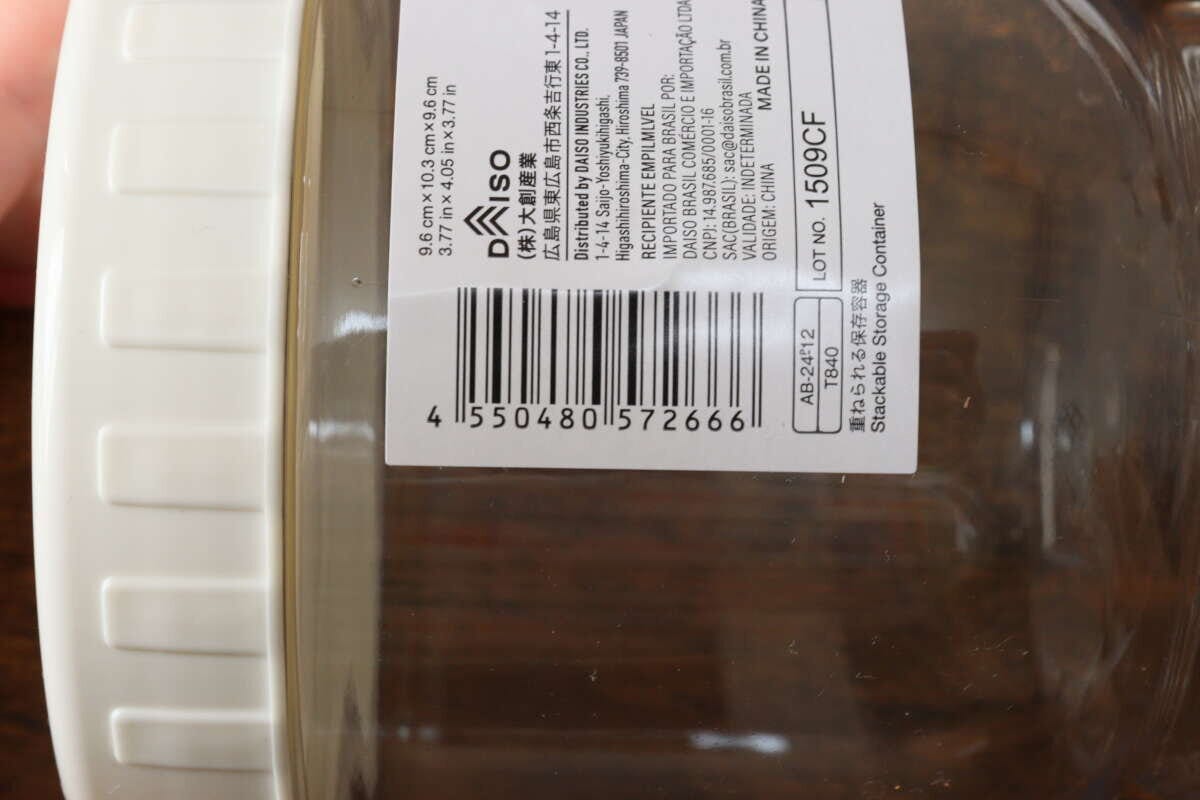 9.6 cm×10.3 cm×9.6 cm
3.77 in×4.05 in×3.77 in
DAISO
(株)大創産業
広島県東広島市西条吉行東1-4-14
Distributed by DAISO INDUSTRIES CO., LTD.
1-4-14 Saijo-Yoshiyukihigashi,
Higashihiroshima-City, Hiroshima 739-8501 JAPAN
RECIPIENTE EMPILMLVEL
IMPORTADO PARA BRASIL POR:
DAISO BRASIL COMÉRCIO E IMPORTAÇÃO LTDA
CNPJ: 14.987.685/0001-16
SAC(BRASIL): sac@daisobrasil.com.br
VALIDADE: INDETERMINADA
ORIGEM: CHINA
MADE IN CHINA
LOT NO. 1509CF
4 550480 572666
AB-24P12
T840
重ねられる保存容器
Stackable Storage Container